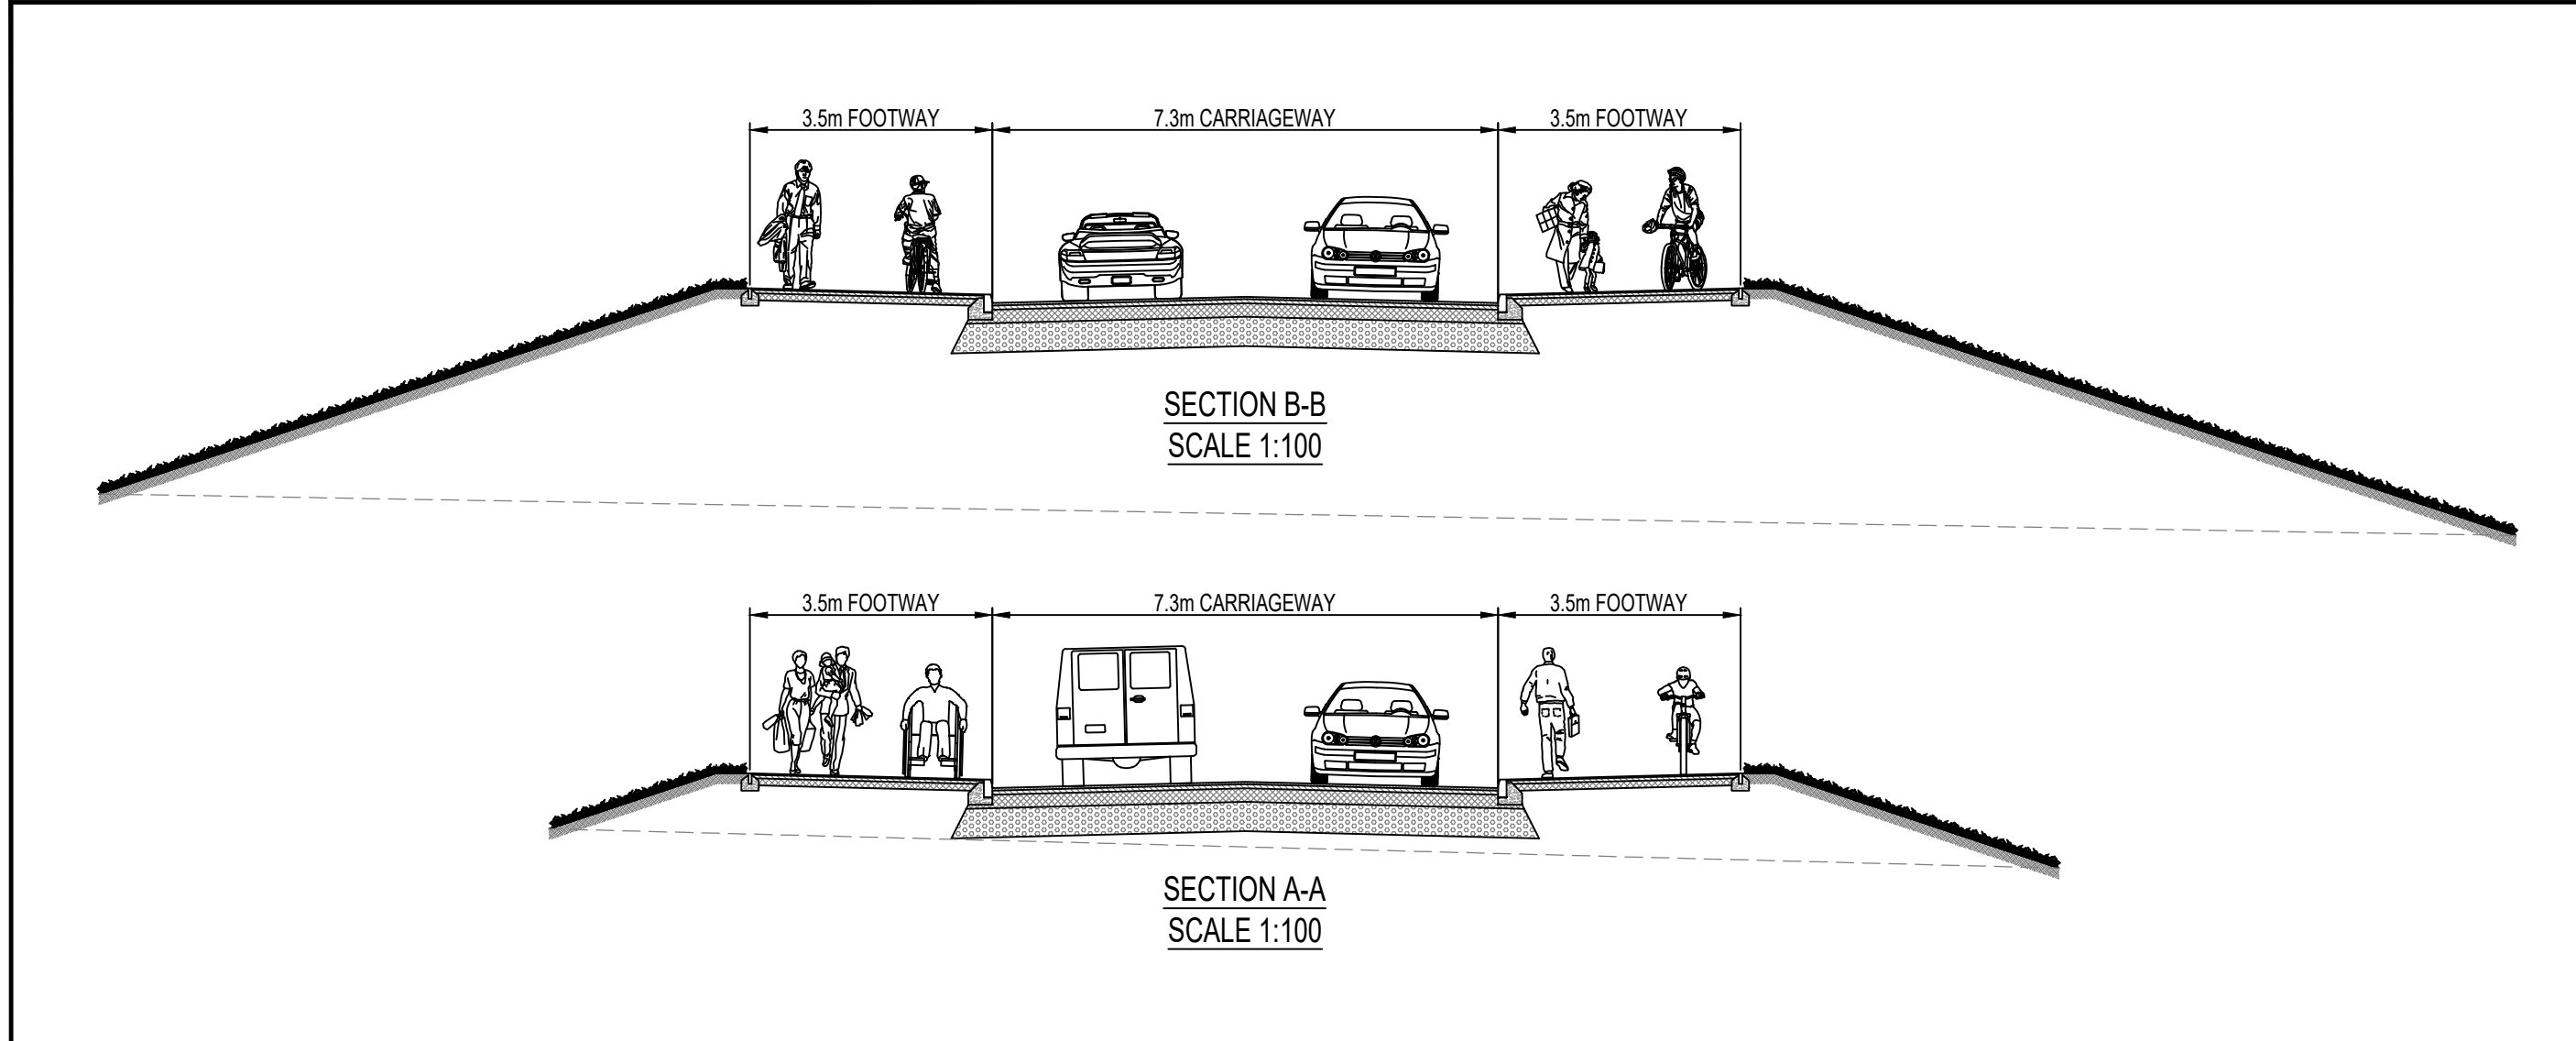 3.5m FOOTWAY 7.3m CARRIAGEWAY 3.5m FOOTWAY
SECTION B-B
SCALE 1:100
3.5m FOOTWAY 7.3m CARRIAGEWAY 3.5m FOOTWAY
SECTION A-A
SCALE 1:100